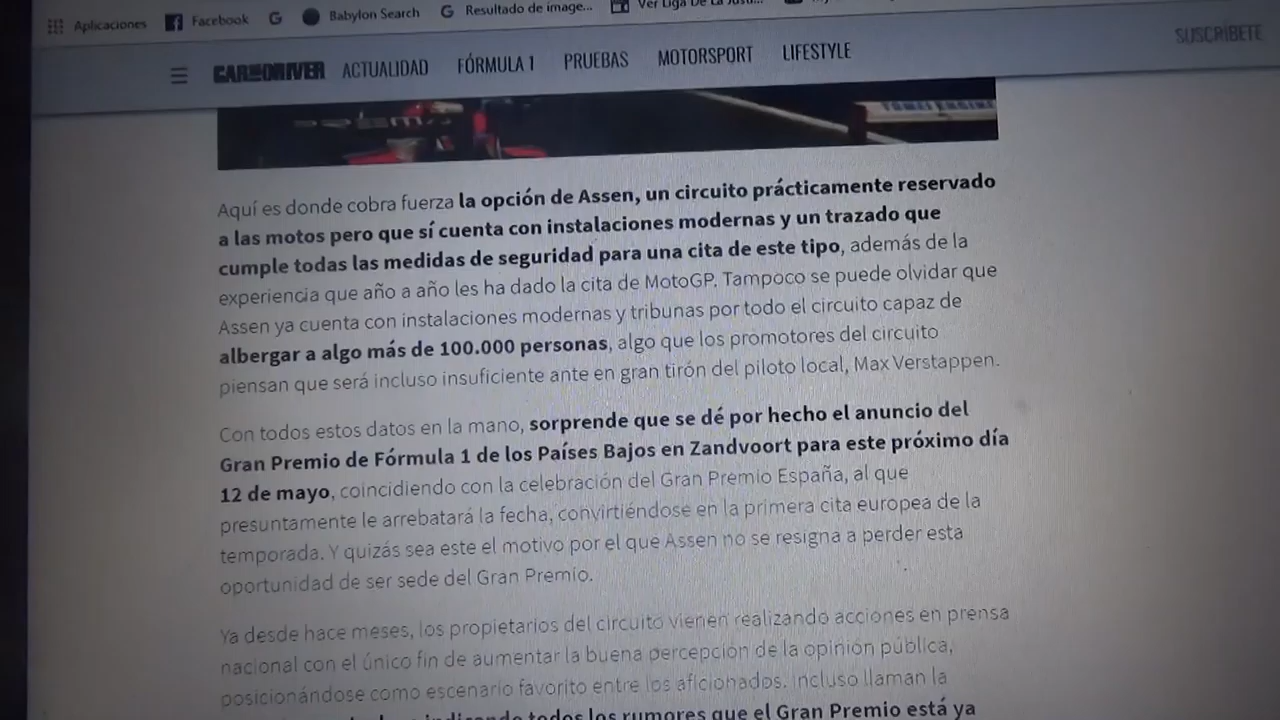 Aplicaciones Facebook G Babylon Search G Resultado de image... Ver Liga De La
CAR AND DRIVER ACTUALIDAD FÓRMULA 1 PRUEBAS MOTORSPORT LIFESTYLE SUSCRÍBETE
Aquí es donde cobra fuerza la opción de Assen, un circuito prácticamente reservado
a las motos pero que sí cuenta con instalaciones modernas y un trazado que
cumple todas las medidas de seguridad para una cita de este tipo, además de la
experiencia que año a año les ha dado la cita de MotoGP. Tampoco se puede olvidar que
Assen ya cuenta con instalaciones modernas y tribunas por todo el circuito capaz de
albergar a algo más de 100.000 personas, algo que los promotores del circuito
piensan que será incluso insuficiente ante en gran tirón del piloto local, Max Verstappen.
Con todos estos datos en la mano, sorprende que se dé por hecho el anuncio del
Gran Premio de Fórmula 1 de los Países Bajos en Zandvoort para este próximo día
12 de mayo, coincidiendo con la celebración del Gran Premio España, al que
presuntamente le arrebatará la fecha, convirtiéndose en la primera cita europea de la
temporada. Y quizás sea este el motivo por el que Assen no se resigna a perder esta
oportunidad de ser sede del Gran Premio.
Ya desde hace meses, los propietarios del circuito vienen realizando acciones en prensa
nacional con el único fin de aumentar la buena percepción de la opinión pública,
posicionándose como escenario favorito entre los aficionados. Incluso llaman la
indicando todos los rumores que el Gran Premio está ya